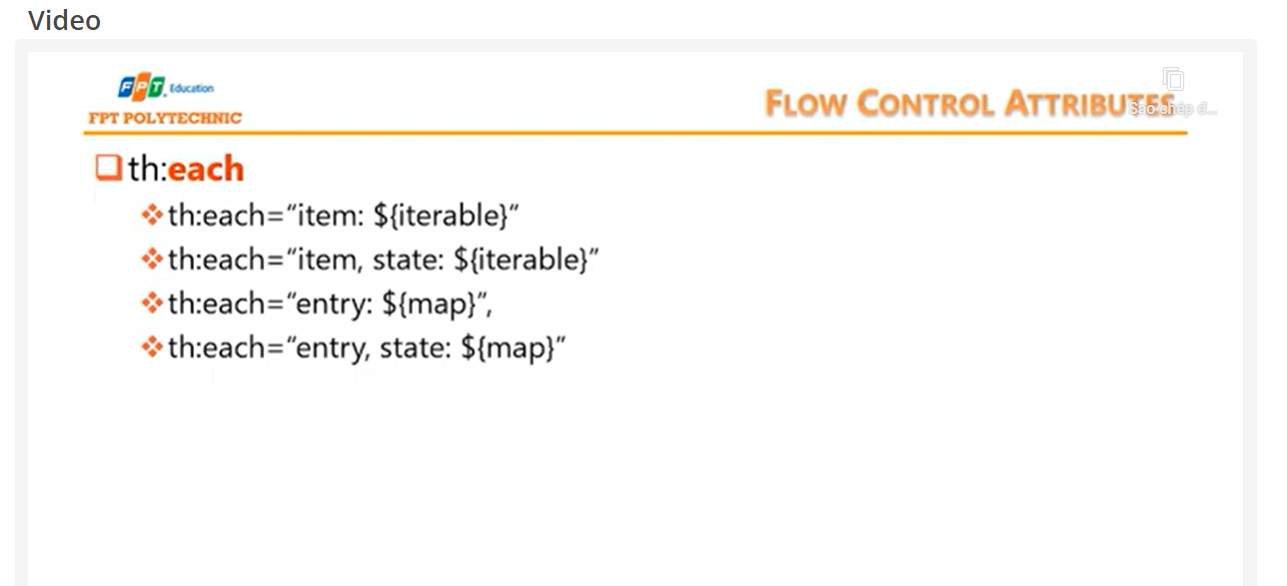 Video
FPT Education
FPT POLYTECHNIC
FLOW CONTROL ATTRIBUTES
Sao chép đ...
th:each
th:each=“item: ${iterable}”
th:each=“item, state: ${iterable}”
th:each=“entry: ${map}”,
th:each=“entry, state: ${map}”